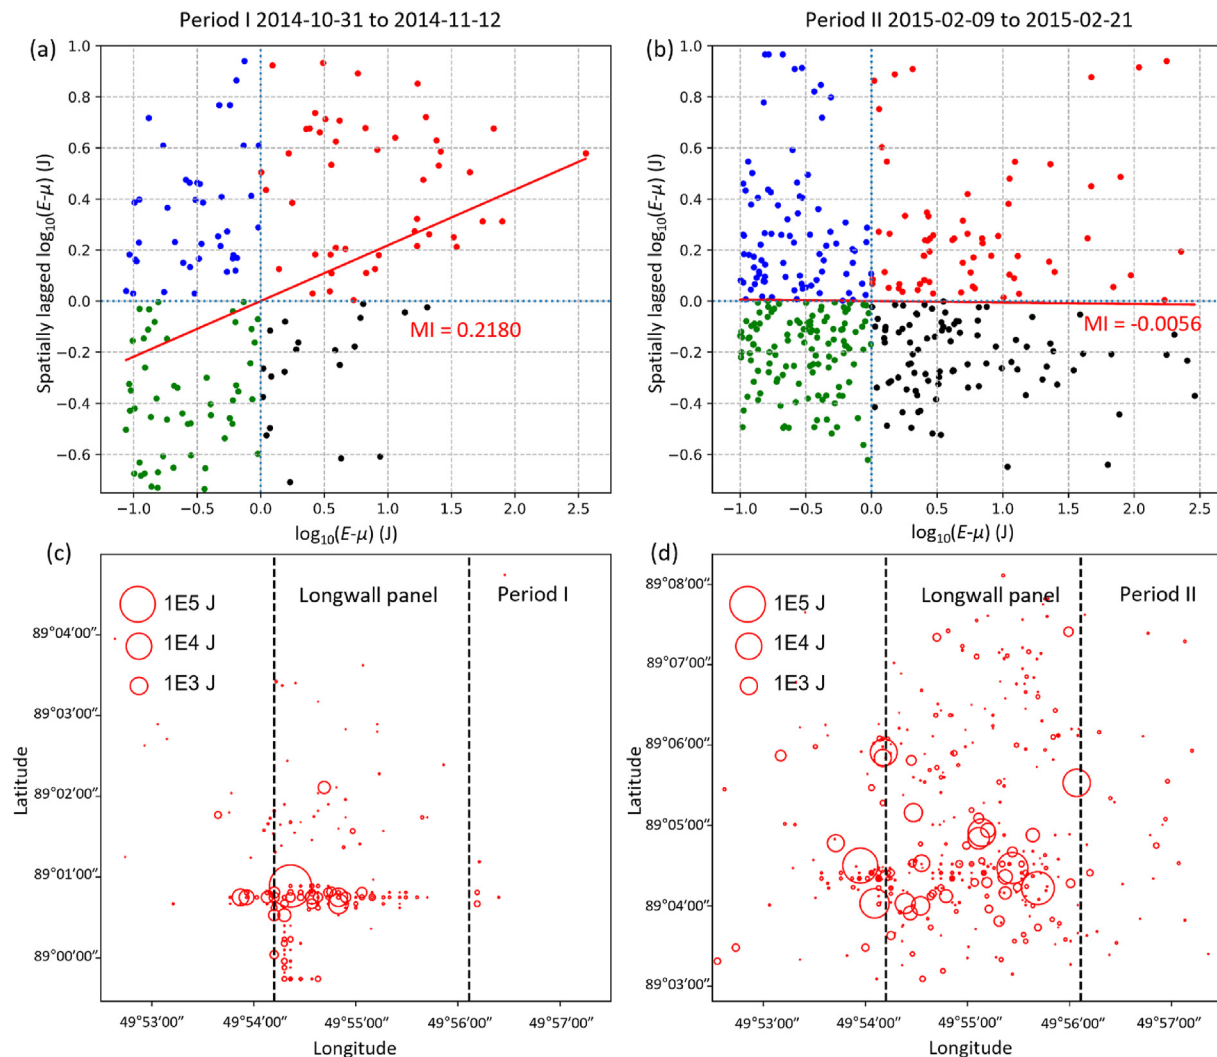 Period I 2014-10-31 to 2014-11-12
Period II 2015-02-09 to 2015-02-21
(a)
1.0
0.8
0.6
0.4
0.2
0.0
−0.2
−0.4
−0.6
Spatially lagged log10(E-μ) (J)
MI = 0.2180
−1.0 −0.5 0.0 0.5 1.0 1.5 2.0 2.5
log10(E-μ) (J)
(b)
1.0
0.8
0.6
0.4
0.2
0.0
−0.2
−0.4
−0.6
Spatially lagged log10(E-μ) (J)
MI = -0.0056
−1.0 −0.5 0.0 0.5 1.0 1.5 2.0 2.5
log10(E-μ) (J)
(c)
Longwall panel
Period I
1E5 J
1E4 J
1E3 J
89°04′00″
89°03′00″
89°02′00″
89°01′00″
89°00′00″
Latitude
49°53′00″ 49°54′00″ 49°55′00″ 49°56′00″ 49°57′00″
Longitude
(d)
Longwall panel
Period II
1E5 J
1E4 J
1E3 J
89°08′00″
89°07′00″
89°06′00″
89°05′00″
89°04′00″
89°03′00″
Latitude
49°53′00″ 49°54′00″ 49°55′00″ 49°56′00″ 49°57′00″
Longitude